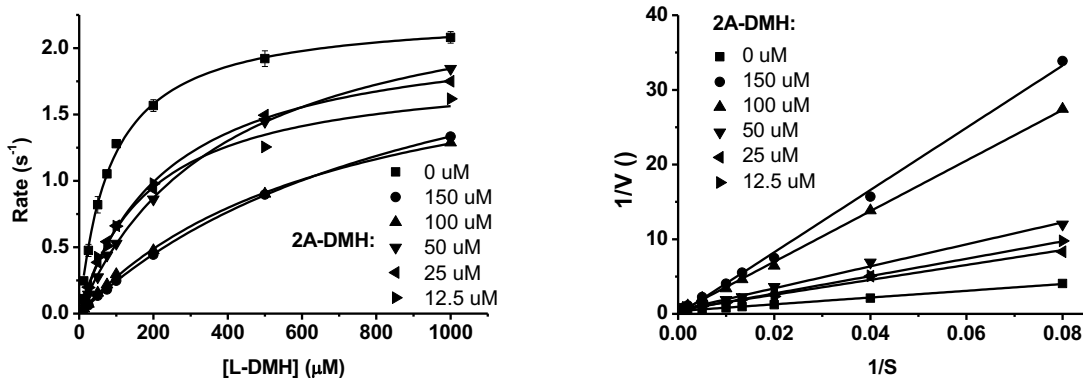 2.0
1.5
1.0
0.5
0.0
Rate (s⁻¹)
0 200 400 600 800 1000
[L-DMH] (μM)
2A-DMH:
0 uM
150 uM
100 uM
50 uM
25 uM
12.5 uM
40
30
20
10
0
1/V ()
0.00 0.02 0.04 0.06 0.08
1/S
2A-DMH:
0 uM
150 uM
100 uM
50 uM
25 uM
12.5 uM